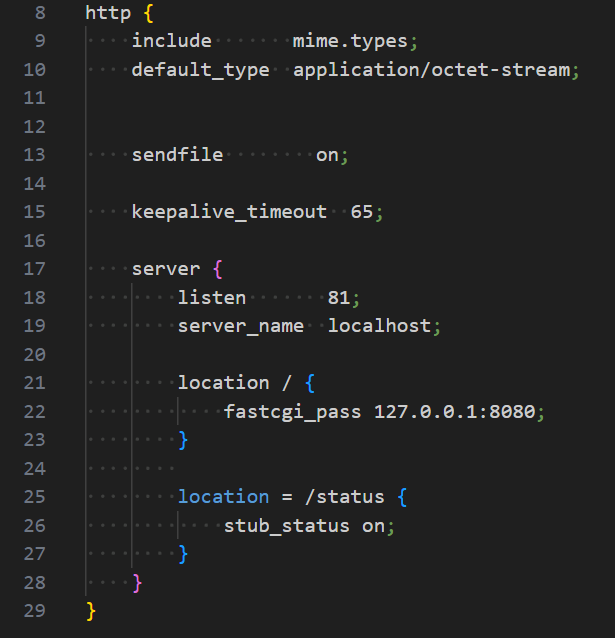 8 http {
9     include       mime.types;
10     default_type  application/octet-stream;
11
12
13     sendfile        on;
14
15     keepalive_timeout  65;
16
17     server {
18         listen       81;
19         server_name  localhost;
20
21         location / {
22             fastcgi_pass 127.0.0.1:8080;
23         }
24
25         location = /status {
26             stub_status on;
27         }
28     }
29 }